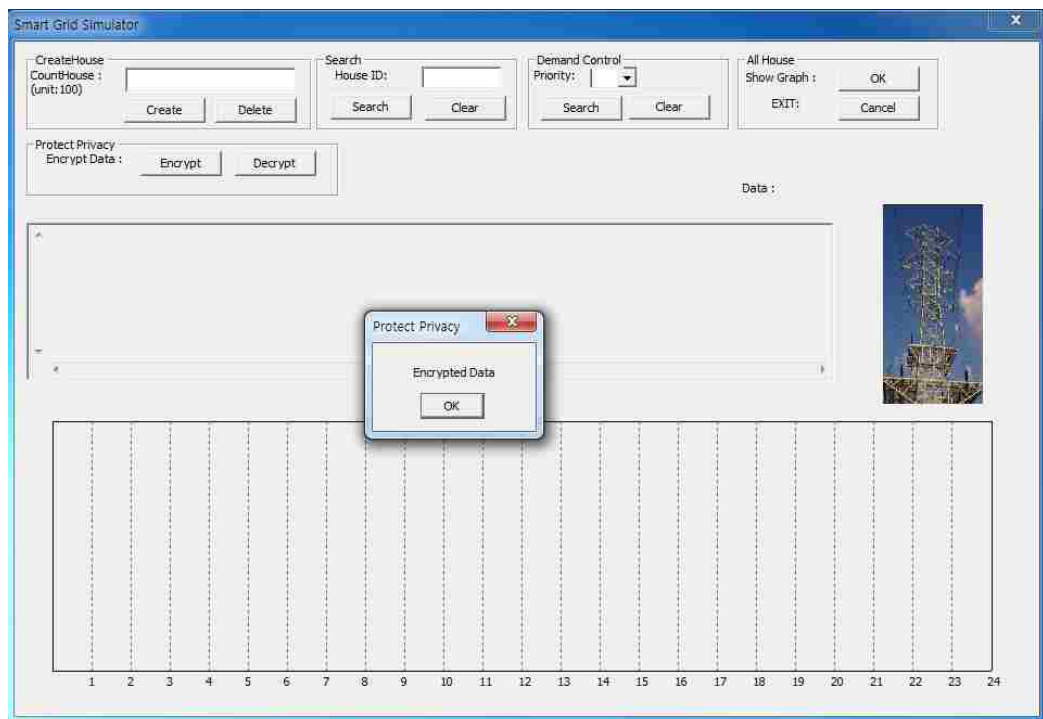 Smart Grid Simulator
CreateHouse
CountHouse :
(unit:100)
Create
Delete
Search
House ID:
Search
Clear
Demand Control
Priority:
Search
Clear
All House
Show Graph :
OK
EXIT:
Cancel
Protect Privacy
Encrypt Data :
Encrypt
Decrypt
Data :
Protect Privacy
Encrypted Data
OK
1 2 3 4 5 6 7 8 9 10 11 12 13 14 15 16 17 18 19 20 21 22 23 24